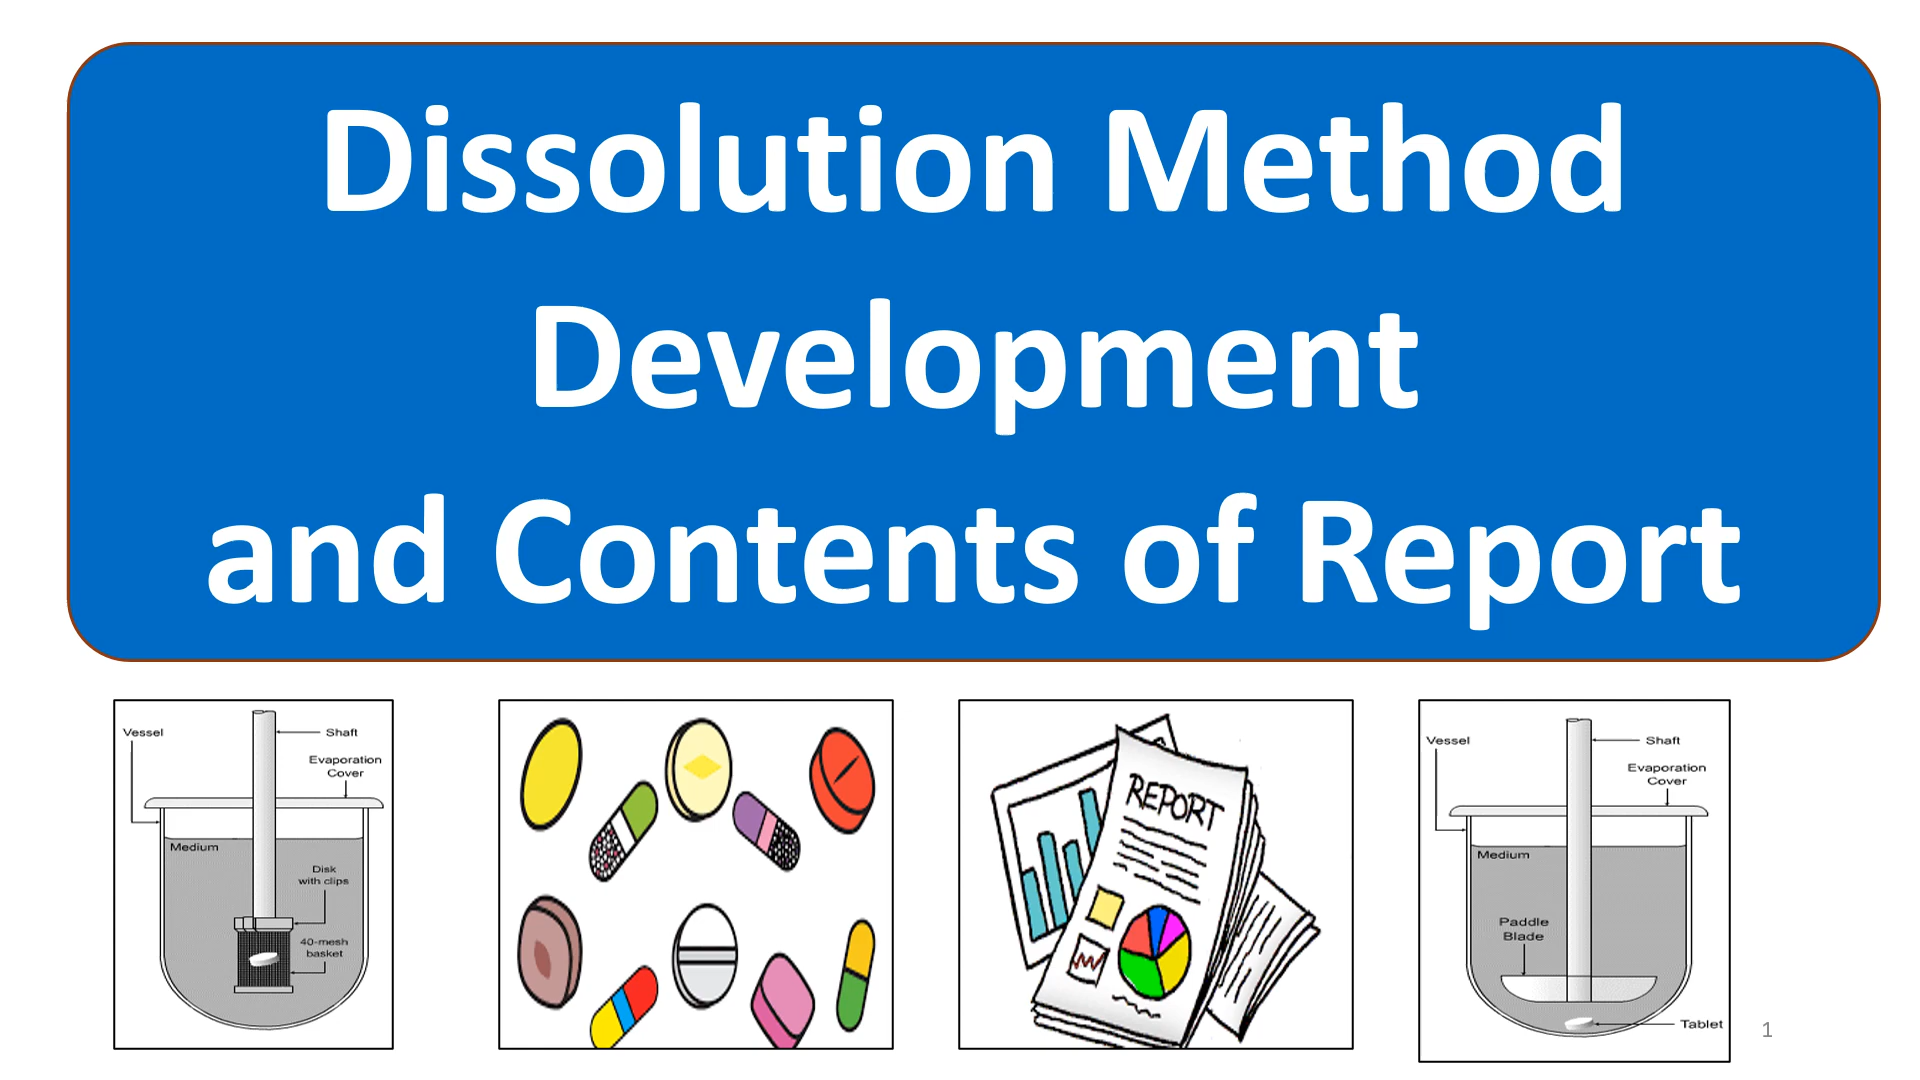 Dissolution Method
Development
and Contents of Report
Vessel
Shaft
Evaporation
Cover
Medium
Disk
with clips
40-mesh
basket
REPORT
Vessel
Shaft
Evaporation
Cover
Medium
Paddle
Blade
Tablet
1